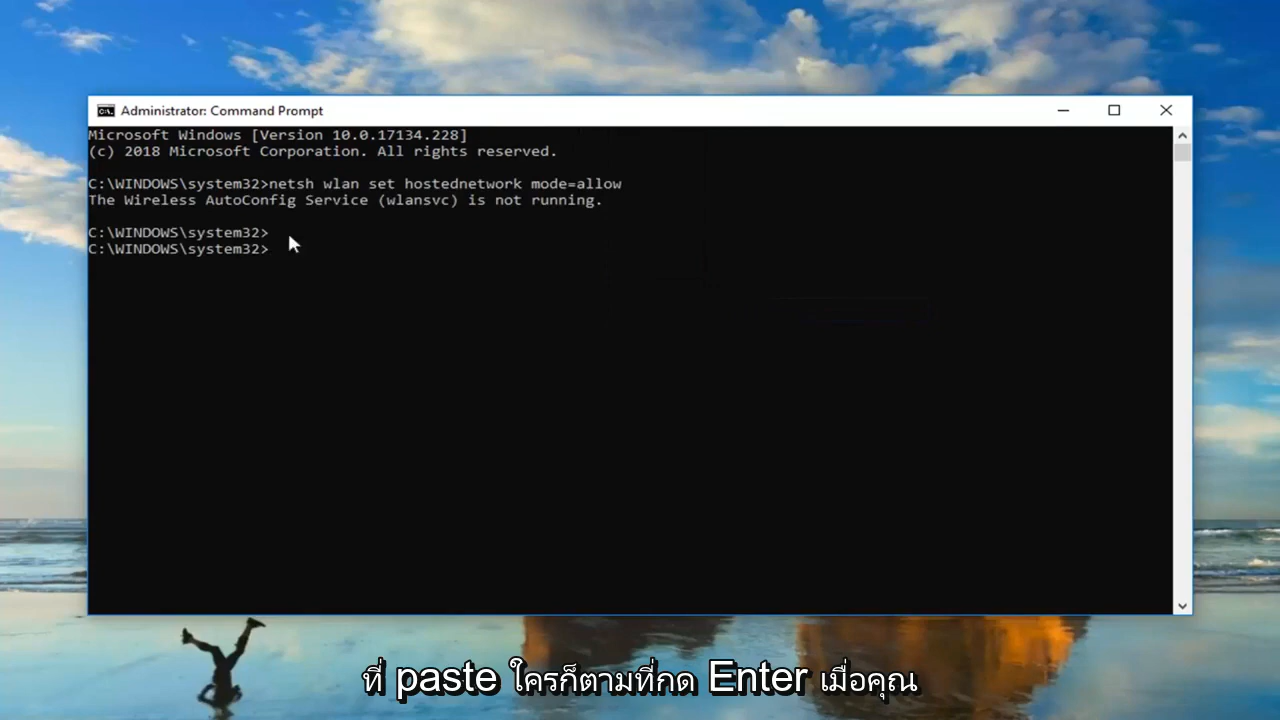 Administrator: Command Prompt
Microsoft Windows [Version 10.0.17134.228]
(c) 2018 Microsoft Corporation. All rights reserved.
C:\WINDOWS\system32>netsh wlan set hostednetwork mode=allow
The Wireless AutoConfig Service (wlansvc) is not running.
C:\WINDOWS\system32>
C:\WINDOWS\system32>
ที่ paste ใครก็ตามที่กด Enter เมื่อคุณ